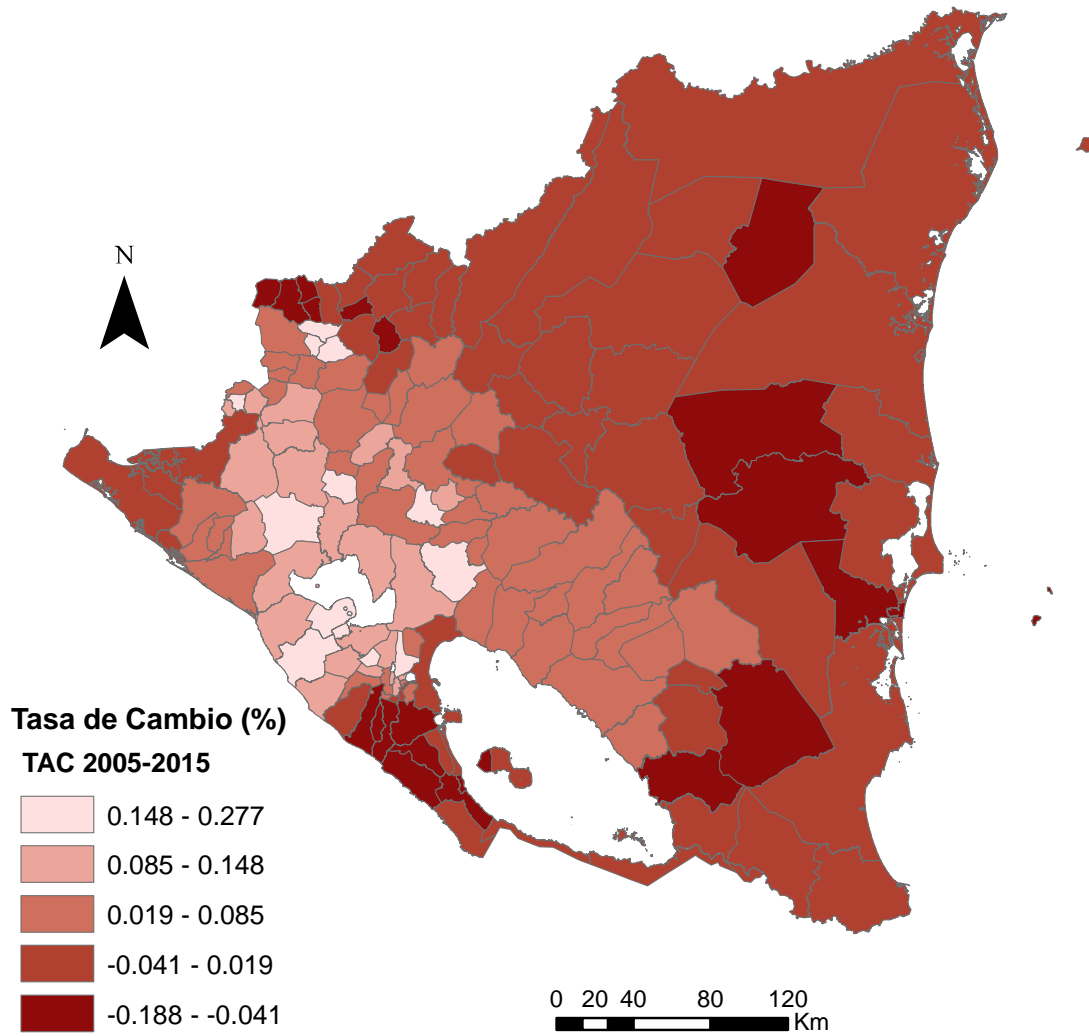 N
Tasa de Cambio (%)
TAC 2005-2015
0.148 - 0.277
0.085 - 0.148
0.019 - 0.085
-0.041 - 0.019
-0.188 - -0.041
0 20 40 80 120
Km